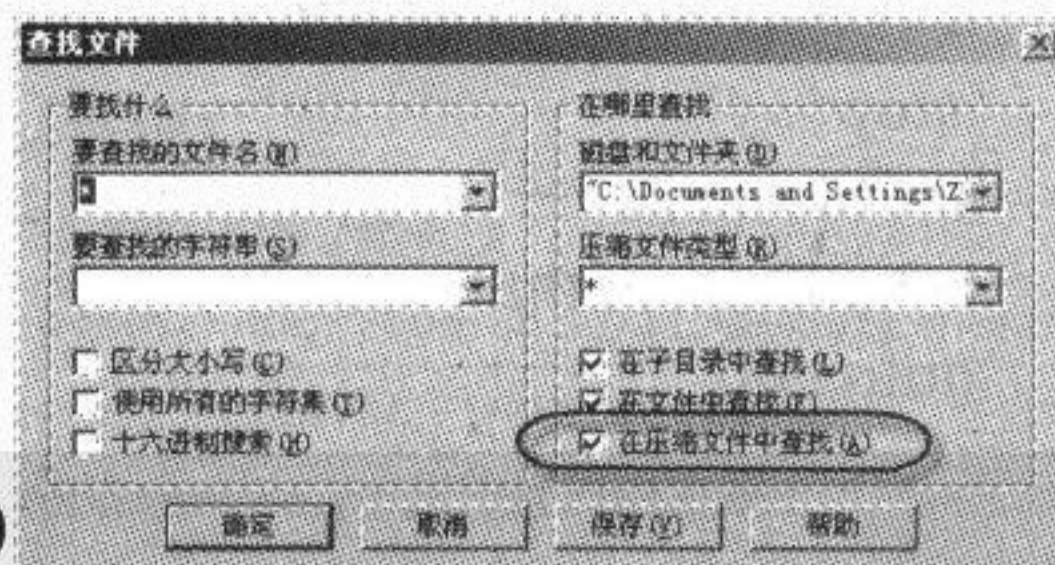 查找文件
要找什么
要查找的文件名(N)
*
要查找的字符串(S)
区分大小写(C)
使用所有的字符集(T)
十六进制搜索(H)
在哪里查找
磁盘和文件夹(D)
"C:\Documents and Settings\Z
压缩文件类型(R)
*
在子目录中查找(L)
在文件中查找(F)
在压缩文件中查找(A)
确定
取消
保存(V)
帮助